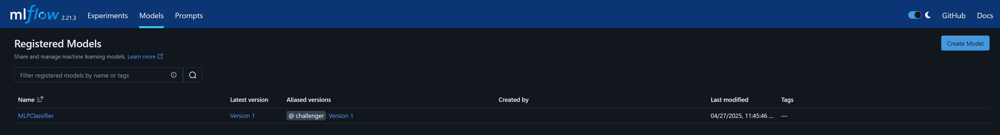 mlflow 2.21.3 Experiments Models Prompts GitHub Docs
Registered Models Create Model
Share and manage machine learning models. Learn more
Filter registered models by name or tags
Name Latest version Aliased versions Created by Last modified Tags
MLPClassifier Version 1 @ challenger: Version 1 04/27/2025, 11:45:46 ... —